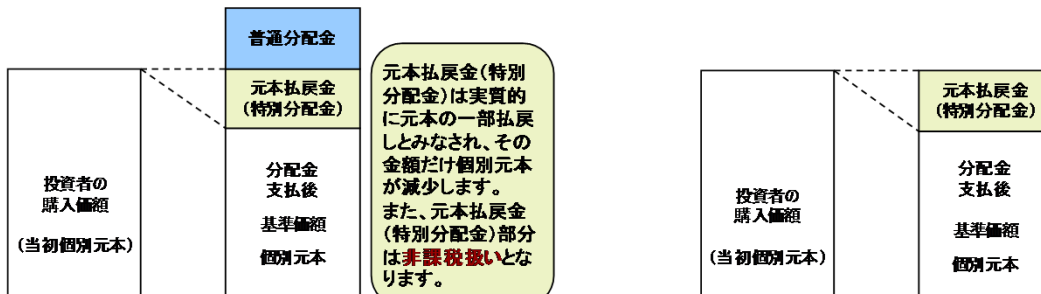 普通分配金
元本払戻金
(特別分配金)
投資者の
購入価額
(当初個別元本)
分配金
支払後
基準価額
個別元本
元本払戻金(特別
分配金)は実質的
に元本の一部払戻
しとみなされ、その
金額だけ個別元本
が減少します。
また、元本払戻金
(特別分配金)部分
は非課税扱いとな
ります。
元本払戻金
(特別分配金)
投資者の
購入価額
(当初個別元本)
分配金
支払後
基準価額
個別元本